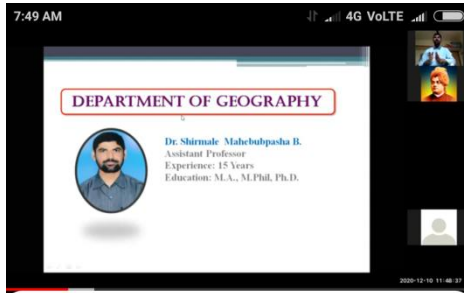 7:49 AM
4G VoLTE
DEPARTMENT OF GEOGRAPHY
Dr. Shirmale Mahebubpasha B.
Assistant Professor
Experience: 15 Years
Education: M.A., M.Phil, Ph.D.
2020-12-10 11:48:37